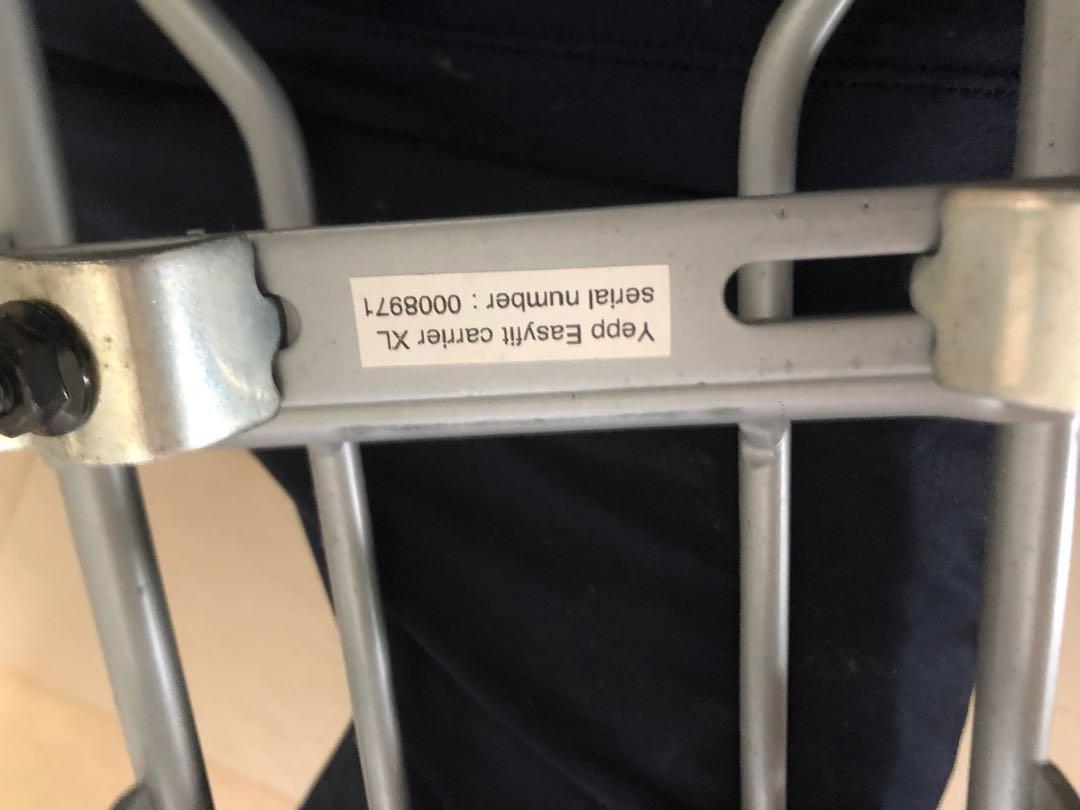 Yepp Easyfit carrier XL
serial number : 0008971